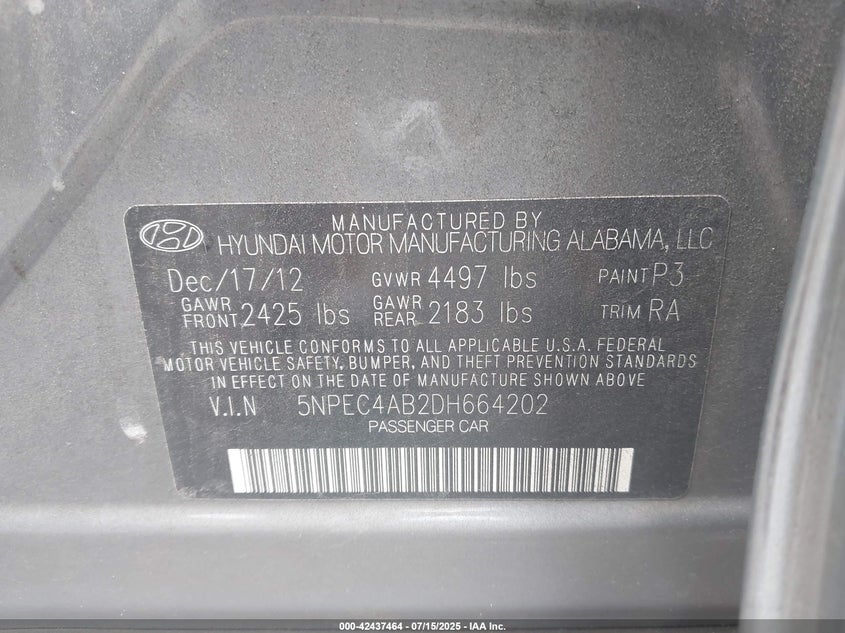 MANUFACTURED BY
HYUNDAI MOTOR MANUFACTURING ALABAMA, LLC
Dec/17/12 GVWR 4497 lbs PAINT P3
GAWR FRONT 2425 lbs GAWR REAR 2183 lbs TRIM RA
THIS VEHICLE CONFORMS TO ALL APPLICABLE U.S.A. FEDERAL
MOTOR VEHICLE SAFETY, BUMPER, AND THEFT PREVENTION STANDARDS
IN EFFECT ON THE DATE OF MANUFACTURE SHOWN ABOVE
V.I.N 5NPEC4AB2DH664202
PASSENGER CAR
000-42437464 - 07/15/2025 - IAA Inc.